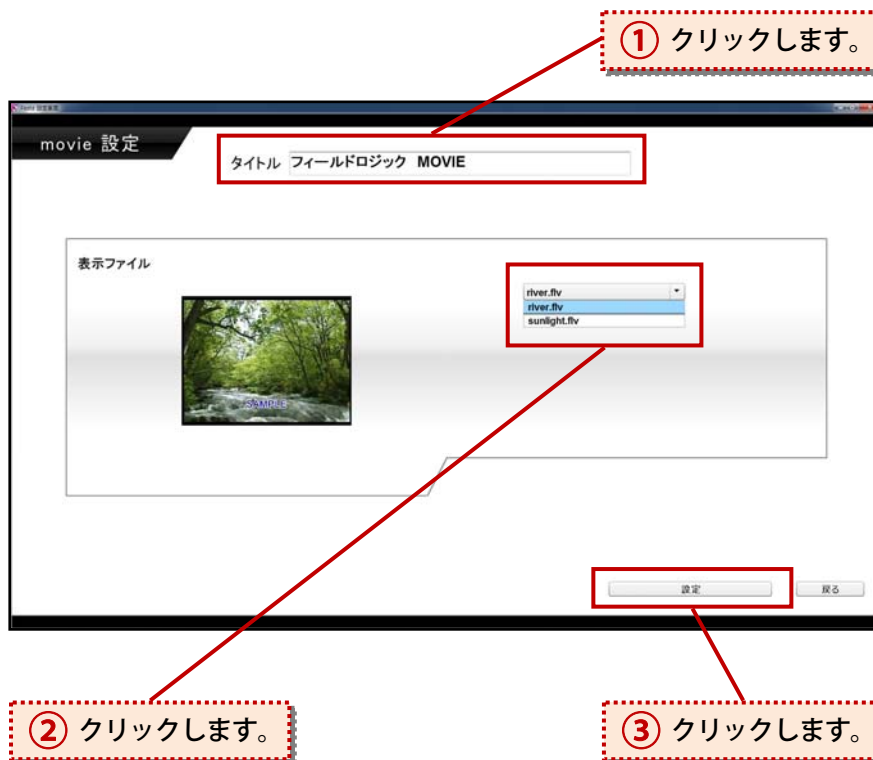 ① クリックします。
movie 設定
タイトル フィールドロジック MOVIE
表示ファイル
river.flv
river.flv
sunlight.flv
SAMPLE
設定
戻る
② クリックします。
③ クリックします。